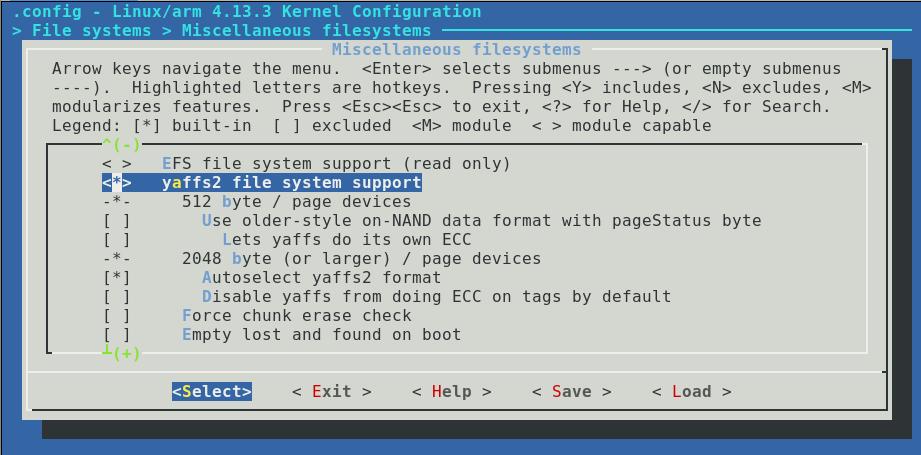 .config - Linux/arm 4.13.3 Kernel Configuration
> File systems > Miscellaneous filesystems
Miscellaneous filesystems
Arrow keys navigate the menu.  <Enter> selects submenus ---> (or empty submenus
----).  Highlighted letters are hotkeys.  Pressing <Y> includes, <N> excludes, <M>
modularizes features.  Press <Esc><Esc> to exit, <?> for Help, </> for Search.
Legend: [*] built-in  [ ] excluded  <M> module  < > module capable
^(-)
< >   EFS file system support (read only)
<*>   yaffs2 file system support
-*-     512 byte / page devices
[ ]       Use older-style on-NAND data format with pageStatus byte
[ ]         Lets yaffs do its own ECC
-*-     2048 byte (or larger) / page devices
[*]       Autoselect yaffs2 format
[ ]       Disable yaffs from doing ECC on tags by default
[ ]     Force chunk erase check
[ ]     Empty lost and found on boot
┴(+)
<Select>    < Exit >    < Help >    < Save >    < Load >